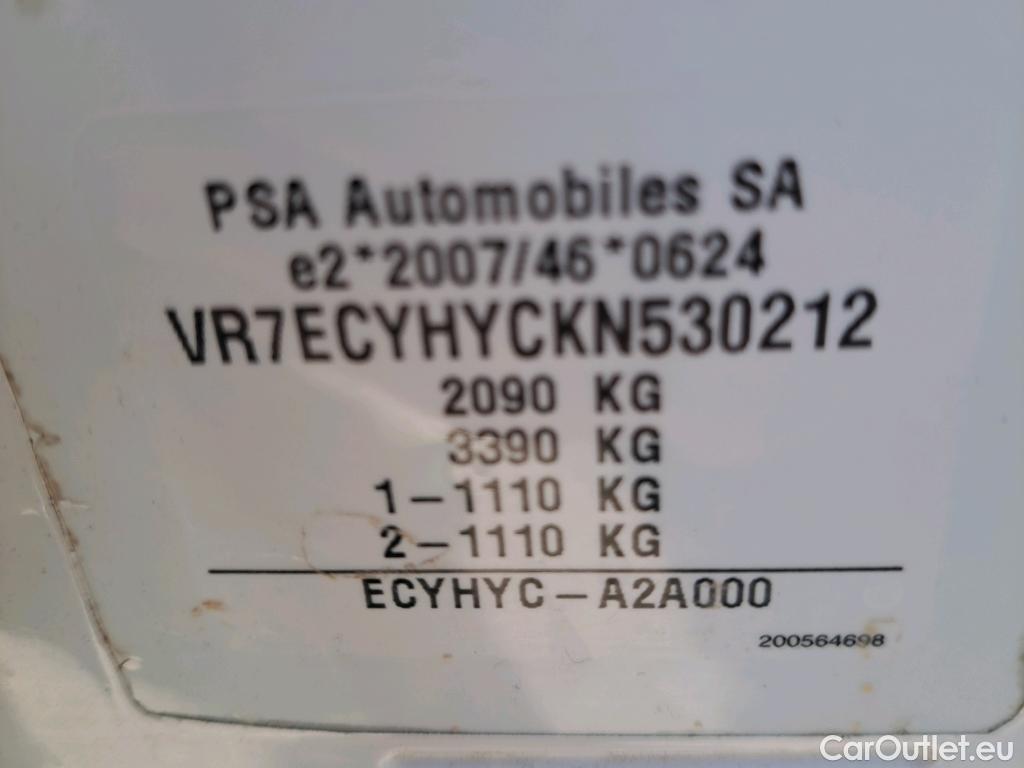 PSA Automobiles SA
e2*2007/46*0624
VR7ECYHYCKN530212
2090 KG
3390 KG
1-1110 KG
2-1110 KG
ECYHYC-A2A000
200564698
CarOutlet.eu